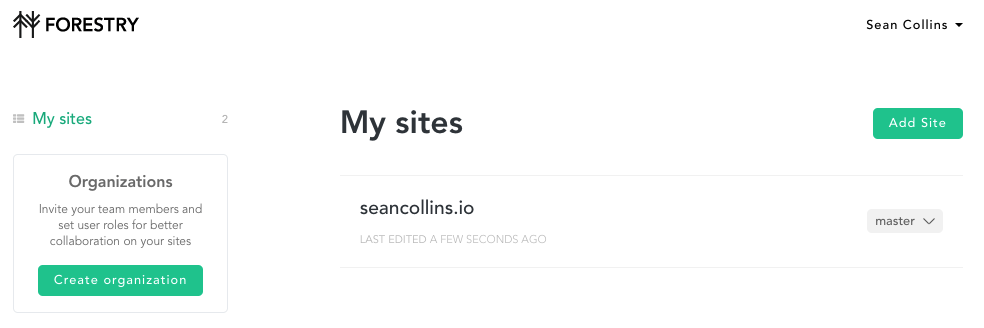 FORESTRY
Sean Collins
My sites
2
Organizations
Invite your team members and
set user roles for better
collaboration on your sites
Create organization
My sites
Add Site
seancollins.io
LAST EDITED A FEW SECONDS AGO
master